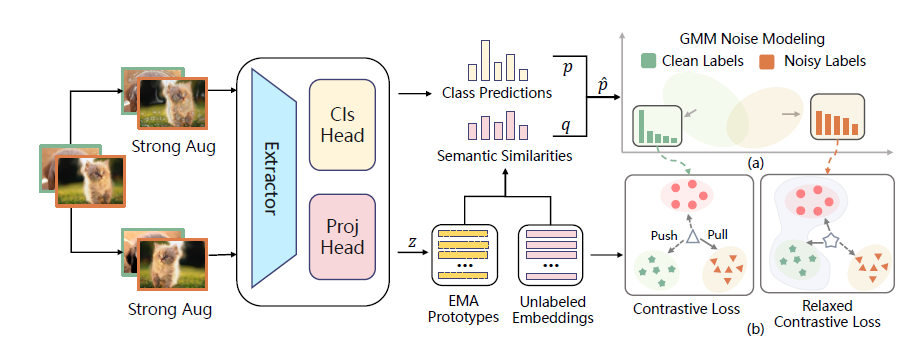 Strong Aug
Strong Aug
Extractor
Cls
Head
Proj
Head
z
Class Predictions
Semantic Similarities
p
q
p̂
EMA
Prototypes
Unlabeled
Embeddings
...
...
GMM Noise Modeling
Clean Labels
Noisy Labels
(a)
Push
Pull
Contrastive Loss
Relaxed
Contrastive Loss
(b)